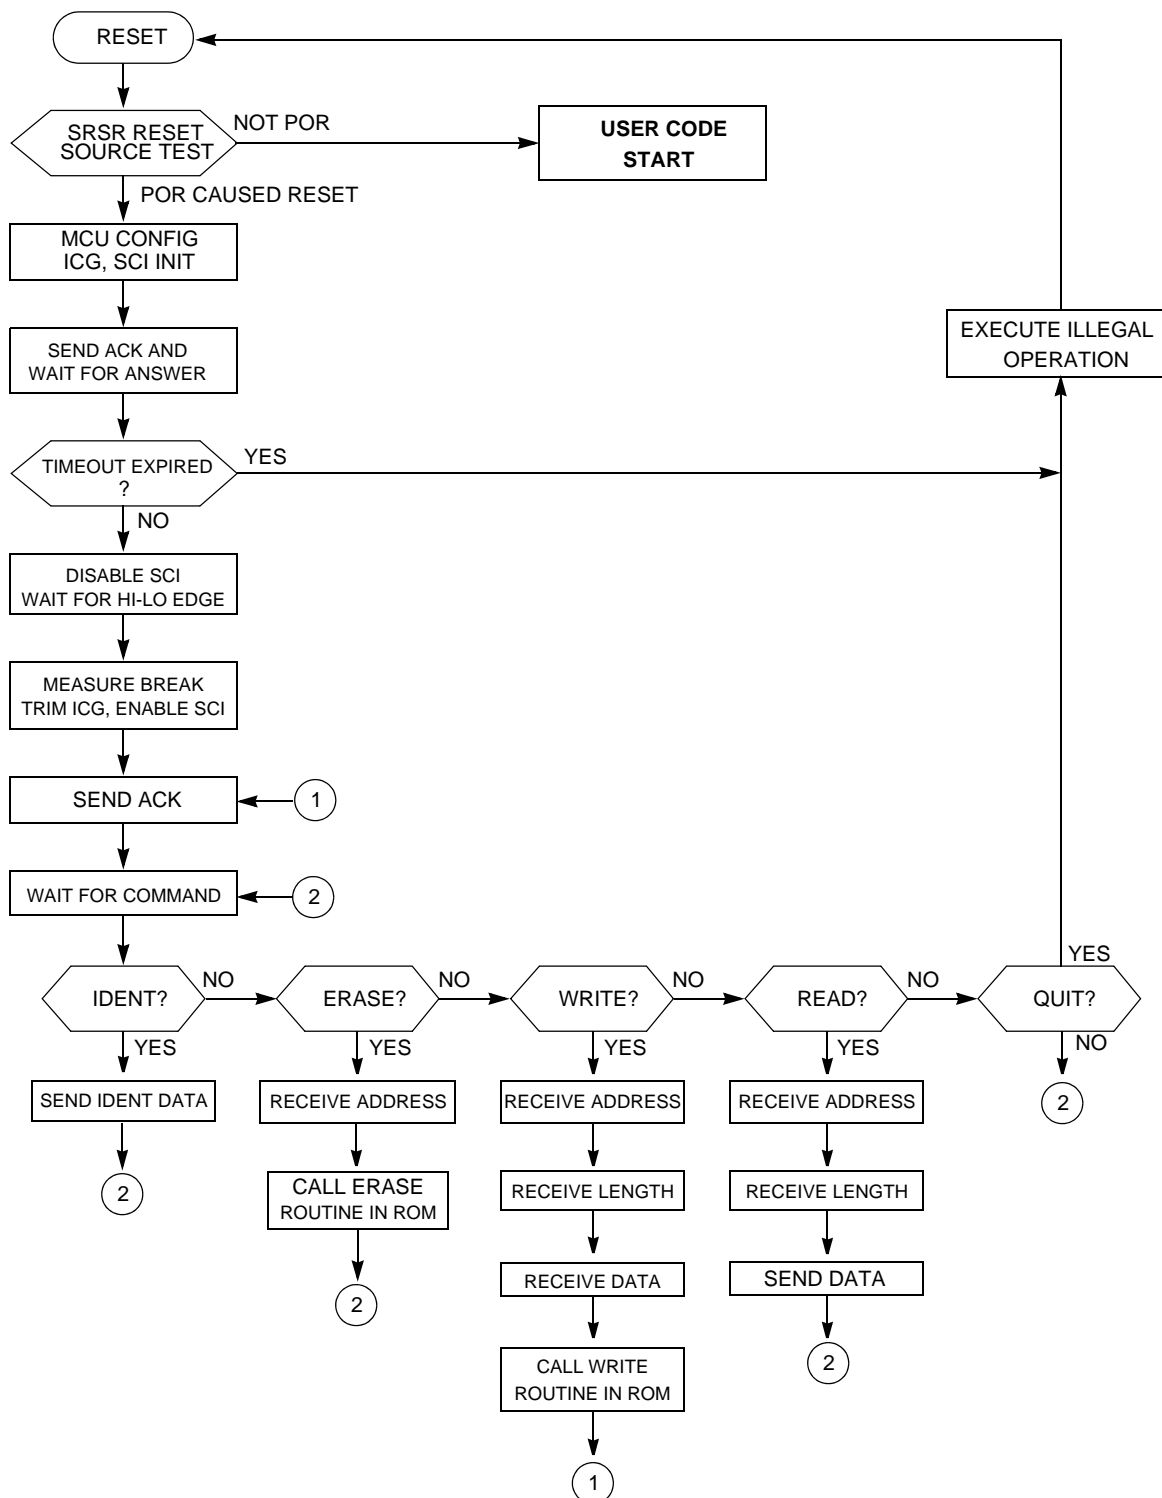 RESET
SRSR RESET
SOURCE TEST
NOT POR
USER CODE
START
POR CAUSED RESET
MCU CONFIG
ICG, SCI INIT
SEND ACK AND
WAIT FOR ANSWER
EXECUTE ILLEGAL
OPERATION
TIMEOUT EXPIRED
?
YES
NO
DISABLE SCI
WAIT FOR HI-LO EDGE
MEASURE BREAK
TRIM ICG, ENABLE SCI
SEND ACK
1
WAIT FOR COMMAND
2
IDENT?
NO
ERASE?
NO
WRITE?
NO
READ?
NO
QUIT?
YES
YES
YES
YES
YES
NO
SEND IDENT DATA
RECEIVE ADDRESS
RECEIVE ADDRESS
RECEIVE ADDRESS
2
2
CALL ERASE
ROUTINE IN ROM
RECEIVE LENGTH
RECEIVE LENGTH
2
RECEIVE DATA
SEND DATA
CALL WRITE
ROUTINE IN ROM
2
1